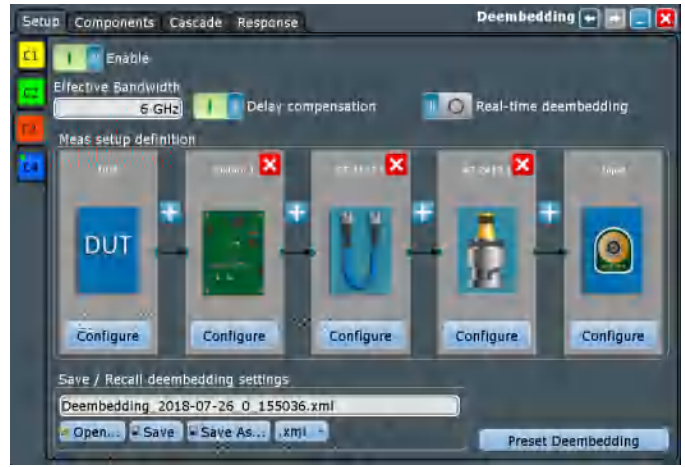 Setup Components Cascade Response Deembedding
C1
Enable
C2
Effective Bandwidth
6 GHz
Delay compensation
Real-time deembedding
Meas setup definition
C4
Input
DUT
Configure Configure Configure Configure Configure
Save / Recall deembedding settings
Deembedding_2018-07-26_0_155036.xml
Open... Save Save As... .xml
Preset Deembedding